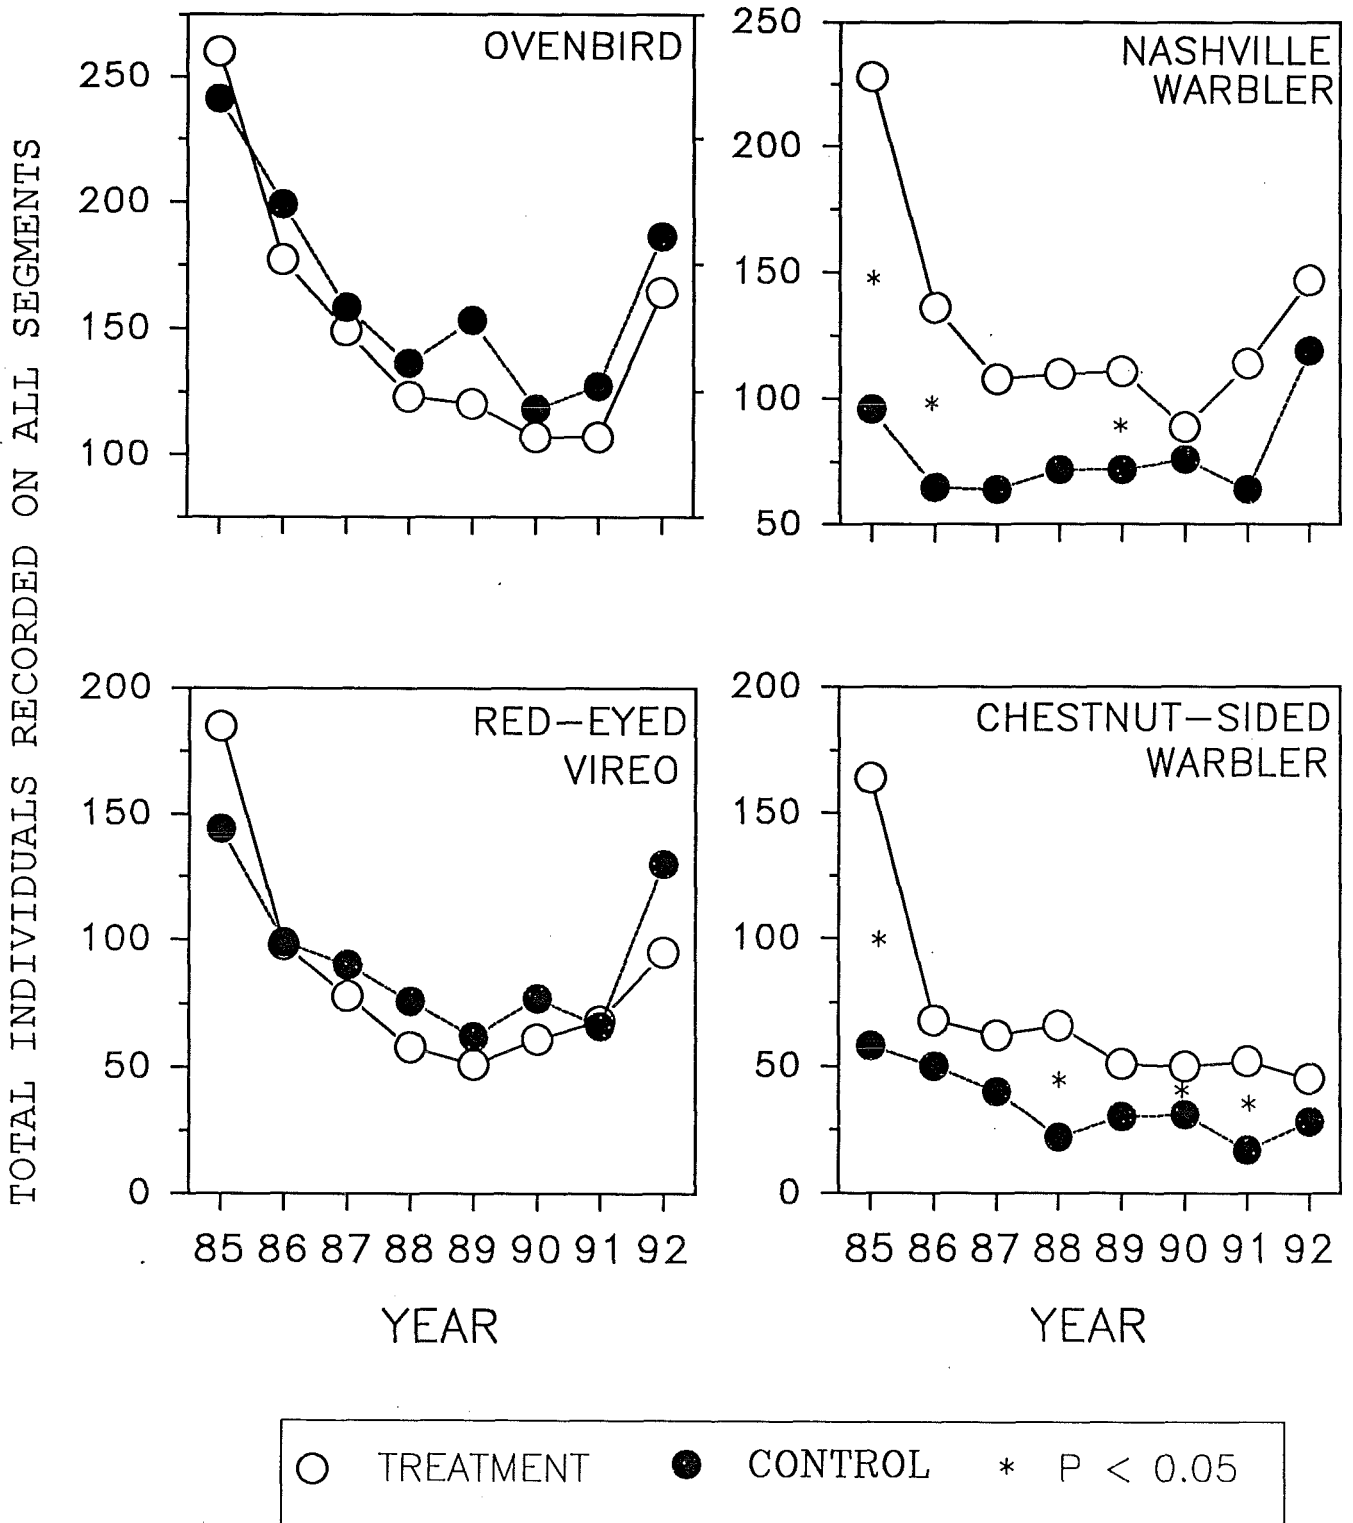 TOTAL INDIVIDUALS RECORDED ON ALL SEGMENTS
OVENBIRD
250
200
150
100
NASHVILLE
WARBLER
250
200
150
100
50
*
*
*
RED-EYED
VIREO
200
150
100
50
0
85 86 87 88 89 90 91 92
YEAR
CHESTNUT-SIDED
WARBLER
200
150
100
50
0
*
*
*
*
85 86 87 88 89 90 91 92
YEAR
TREATMENT CONTROL * P < 0.05